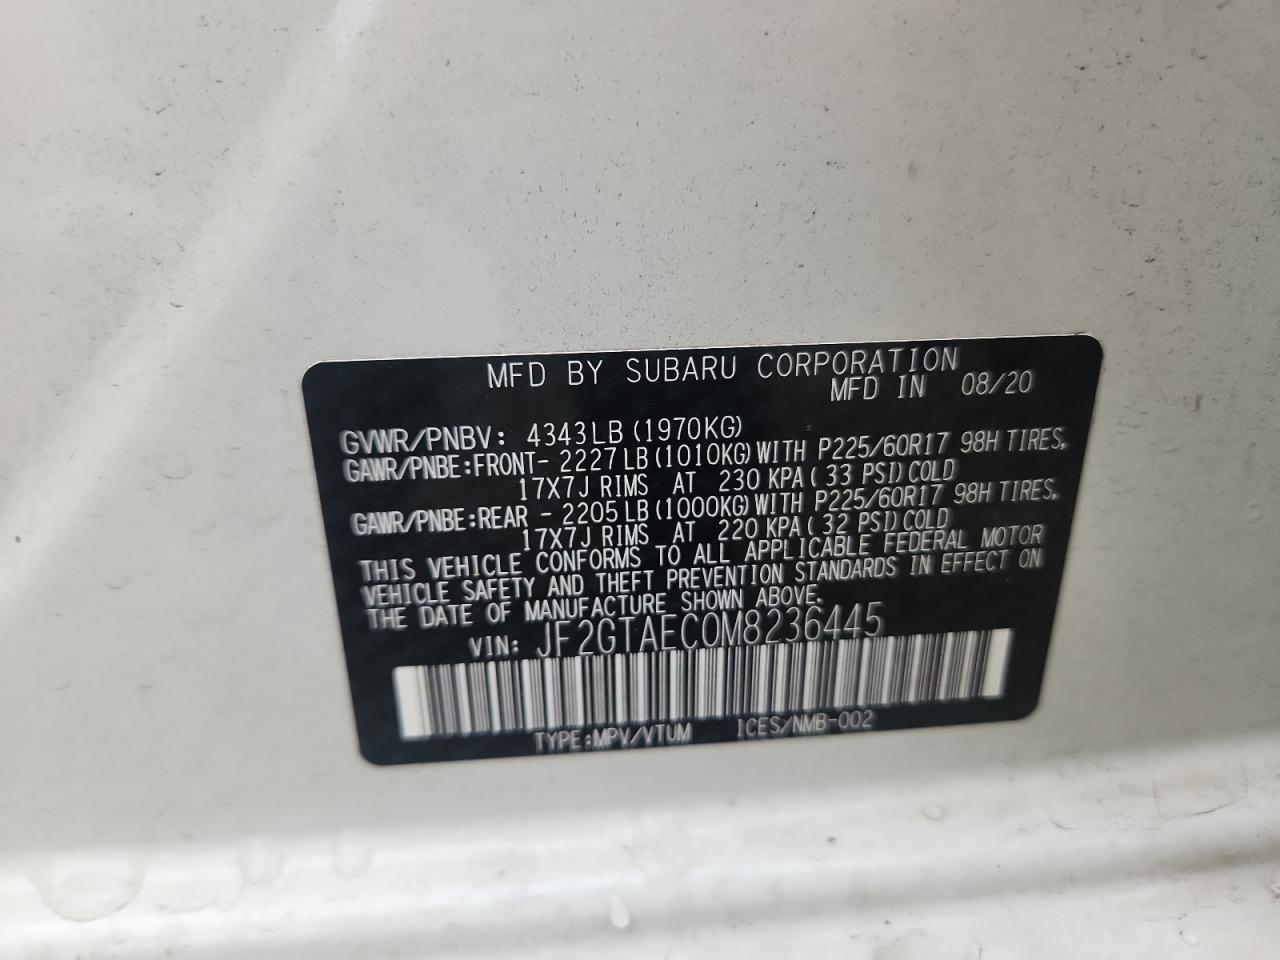 MFD BY SUBARU CORPORATION
MFD IN 08/20
GVWR/PNBV: 4343LB (1970KG)
GAWR/PNBE:FRONT- 2227LB (1010KG) WITH P225/60R17 98H TIRES,
17X7J RIMS AT 230 KPA ( 33 PSI) COLD
GAWR/PNBE:REAR - 2205LB (1000KG) WITH P225/60R17 98H TIRES,
17X7J RIMS AT 220 KPA ( 32 PSI) COLD
THIS VEHICLE CONFORMS TO ALL APPLICABLE FEDERAL MOTOR
VEHICLE SAFETY AND THEFT PREVENTION STANDARDS IN EFFECT ON
THE DATE OF MANUFACTURE SHOWN ABOVE.
VIN: JF2GTAEC0M8236445
TYPE:MPV/VTUM ICES/NMB-002